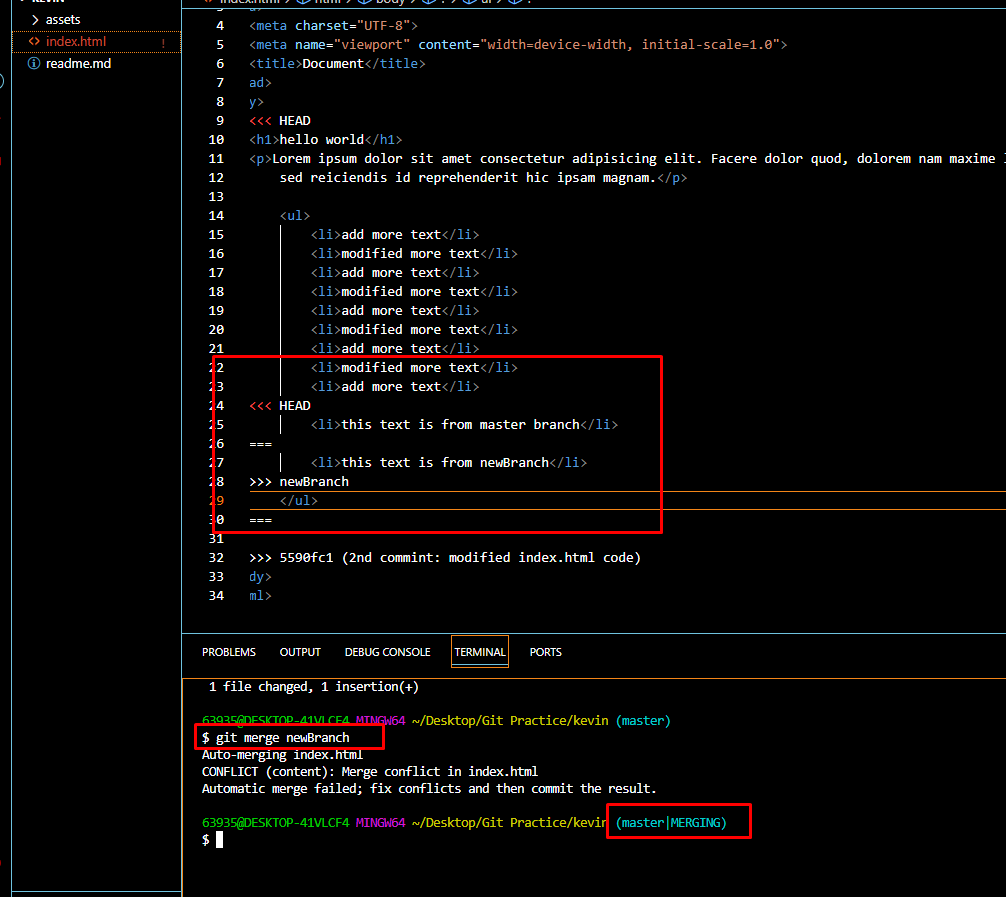 assets
index.html !
readme.md
4 <meta charset="UTF-8">
5 <meta name="viewport" content="width=device-width, initial-scale=1.0">
6 <title>Document</title>
7 ad>
8 y>
9 <<< HEAD
10 <h1>hello world</h1>
11 <p>Lorem ipsum dolor sit amet consectetur adipisicing elit. Facere dolor quod, dolorem nam maxime
12 sed reiciendis id reprehenderit hic ipsam magnam.</p>
13
14 <ul>
15 <li>add more text</li>
16 <li>modified more text</li>
17 <li>add more text</li>
18 <li>modified more text</li>
19 <li>add more text</li>
20 <li>modified more text</li>
21 <li>add more text</li>
22 <li>modified more text</li>
23 <li>add more text</li>
24 <<< HEAD
25 <li>this text is from master branch</li>
26 ===
27 <li>this text is from newBranch</li>
28 >>> newBranch
29 </ul>
30 ===
31
32 >>> 5590fc1 (2nd commint: modified index.html code)
33 dy>
34 ml>
PROBLEMS OUTPUT DEBUG CONSOLE TERMINAL PORTS
1 file changed, 1 insertion(+)
63935@DESKTOP-41VLCF4 MINGW64 ~/Desktop/Git Practice/kevin (master)
$ git merge newBranch
Auto-merging index.html
CONFLICT (content): Merge conflict in index.html
Automatic merge failed; fix conflicts and then commit the result.
63935@DESKTOP-41VLCF4 MINGW64 ~/Desktop/Git Practice/kevin (master|MERGING)
$